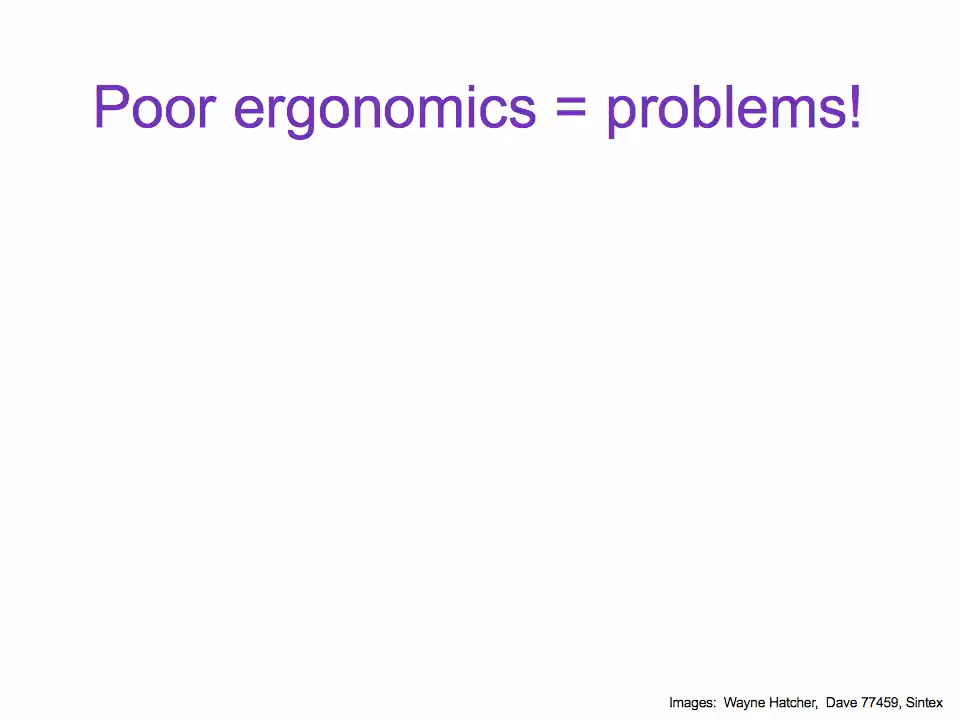 Poor ergonomics = problems!
Images:  Wayne Hatcher,  Dave 77459, Sintex